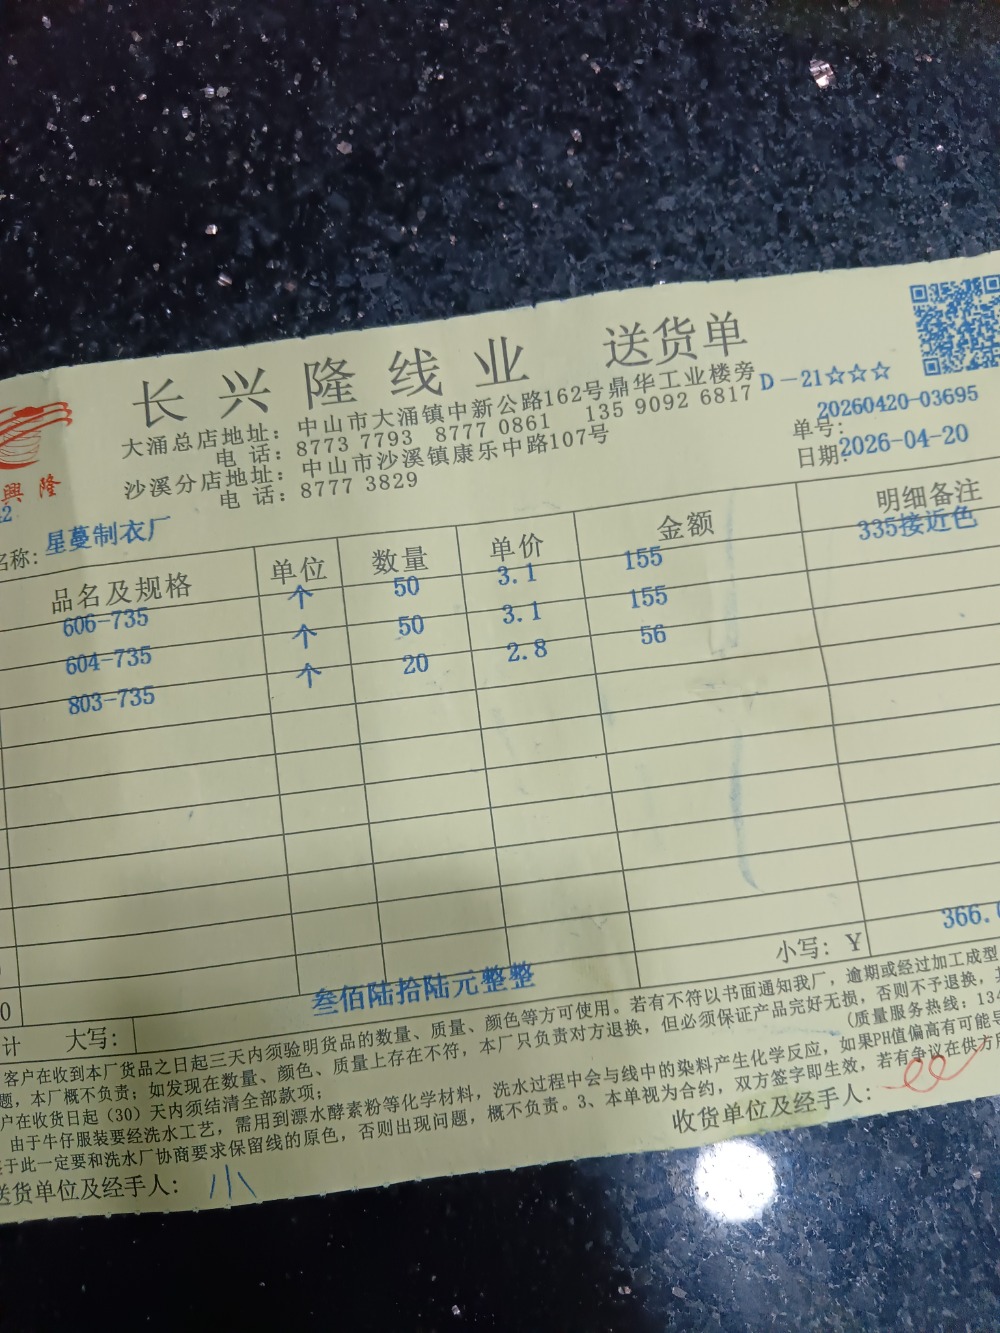 长兴隆线业 送货单
大涌总店地址：中山市大涌镇中新公路162号鼎华工业楼旁
电 话：8773 7793 8777 0861 135 9092 6817
沙溪分店地址：中山市沙溪镇康乐中路107号
电 话：8777 3829
D-21☆☆☆
单号：20260420-03695
日期：2026-04-20
興隆
名称：星蔓制衣厂
品名及规格 单位 数量 单价 金额 明细备注
606-735 个 50 3.1 155 335接近色
604-735 个 50 3.1 155
803-735 个 20 2.8 56
小写：￥ 366.0
计 大写： 叁佰陆拾陆元整整
客户在收到本厂货品之日起三天内须验明货品的数量、质量、颜色等方可使用。若有不符以书面通知我厂，逾期或经过加工成型
题，本厂概不负责；如发现在数量、颜色、质量上存在不符，本厂只负责对方退换，但必须保证产品完好无损，否则不予退换，
户在收货日起（30）天内须结清全部款项； （质量服务热线：13
由于牛仔服装要经洗水工艺，需用到漂水酵素粉等化学材料，洗水过程中会与线中的染料产生化学反应，如果PH值偏高有可能导
于此一定要和洗水厂协商要求保留线的原色，否则出现问题，概不负责。3、本单视为合约，双方签字即生效，若有争议在供方所
送货单位及经手人：小 收货单位及经手人：